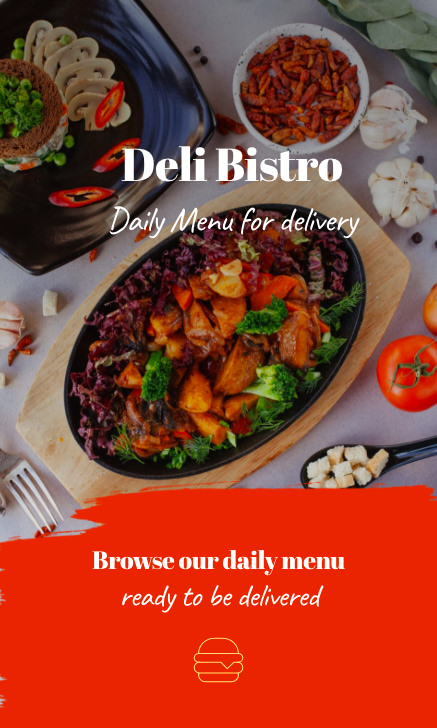 Deli Bistro
Daily Menu for delivery
Browse our daily menu
ready to be delivered